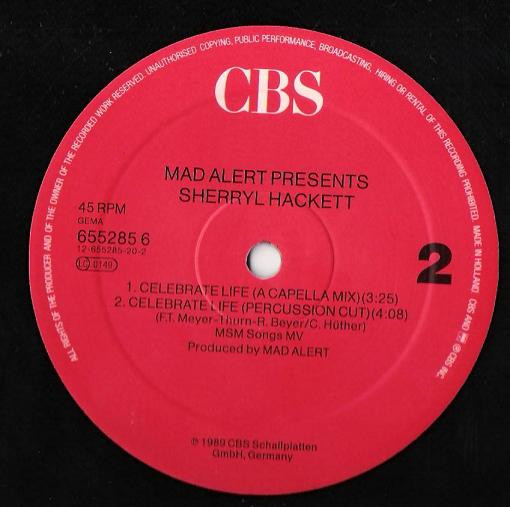 ALL RIGHTS OF THE PRODUCER AND OF THE OWNER OF THE RECORDED WORK RESERVED. UNAUTHORISED COPYING, PUBLIC PERFORMANCE, BROADCASTING, HIRING OR RENTAL OF THIS RECORDING PROHIBITED. MADE IN HOLLAND. CBS AND ℗ CBS INC.
CBS
MAD ALERT PRESENTS
SHERRYL HACKETT
45 RPM
GEMA
655285 6
12-655285-20-2
LC 0149
2
1. CELEBRATE LIFE (A CAPELLA MIX)(3:25)
2. CELEBRATE LIFE (PERCUSSION CUT)(4:08)
(F.T. Meyer-Thurn-R. Beyer/C. Hüther)
MSM Songs MV
Produced by MAD ALERT
℗ 1989 CBS Schallplatten
GmbH, Germany